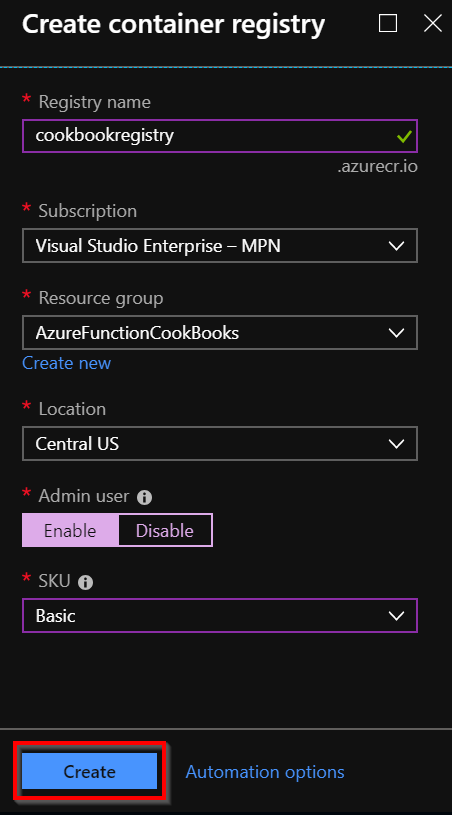 Create container registry
* Registry name
cookbookregistry
.azurecr.io
* Subscription
Visual Studio Enterprise – MPN
* Resource group
AzureFunctionCookBooks
Create new
* Location
Central US
* Admin user
Enable Disable
* SKU
Basic
Create Automation options